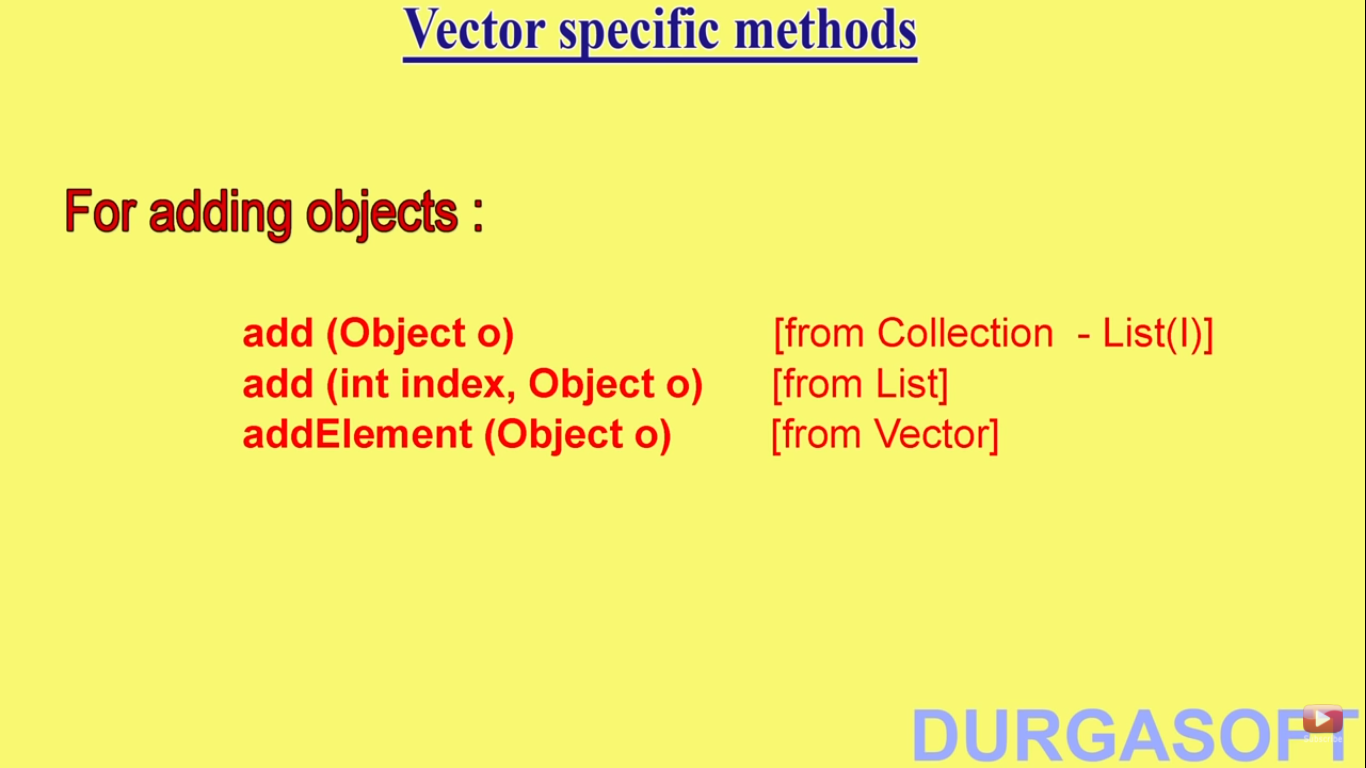 Vector specific methods
For adding objects :
add (Object o) [from Collection - List(I)]
add (int index, Object o) [from List]
addElement (Object o) [from Vector]
DURGASOFT
Subscribe